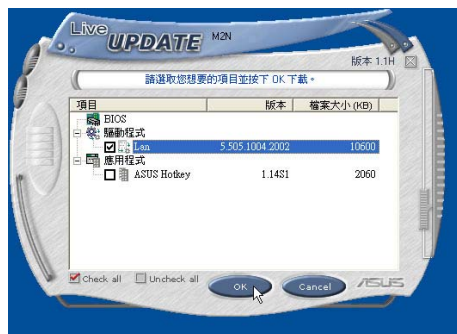 Live
UPDATE M2N
版本 1.1H
請選取您想要的項目並按下 OK 下載。
項目 版本 檔案大小 (KB)
BIOS
驅動程式
Lan 5.505.1004.2002 10600
應用程式
ASUS Hotkey 1.14S1 2060
Check all Uncheck all OK Cancel ASUS